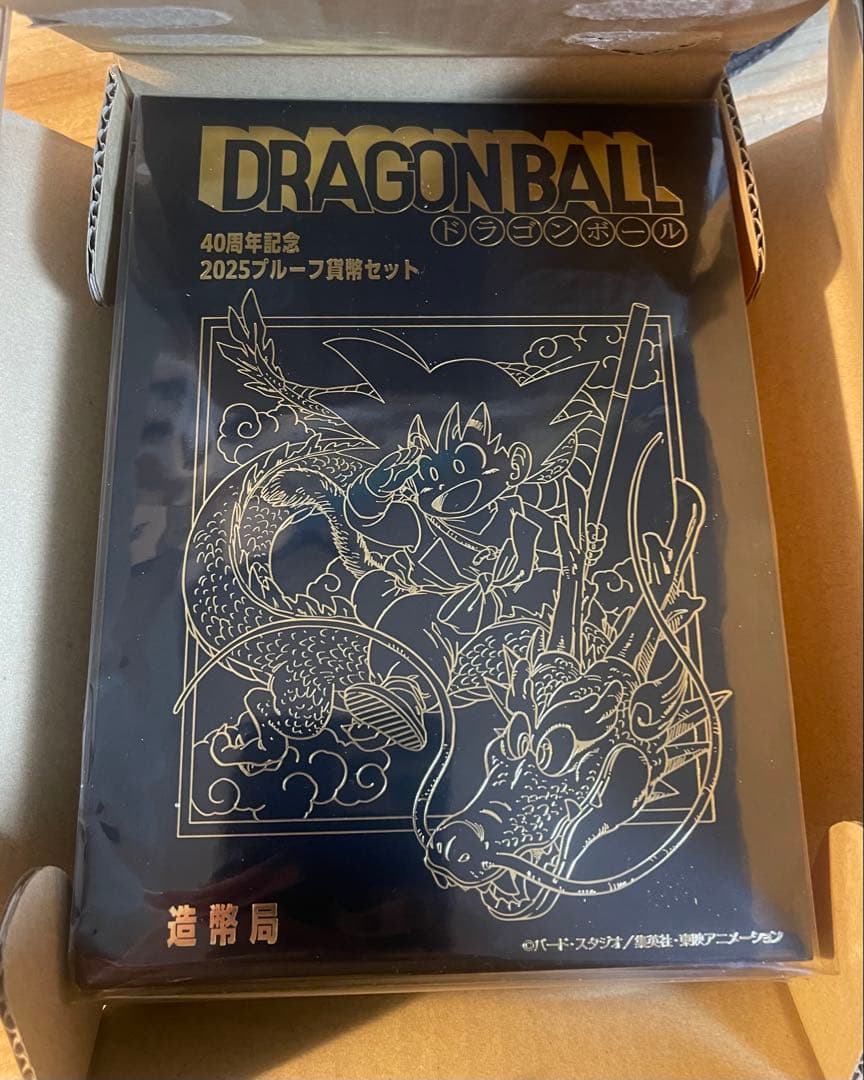 DRAGON BALL
ドラゴンボール
40周年記念
2025プルーフ貨幣セット
造幣局
©バード・スタジオ/集英社・東映アニメーション